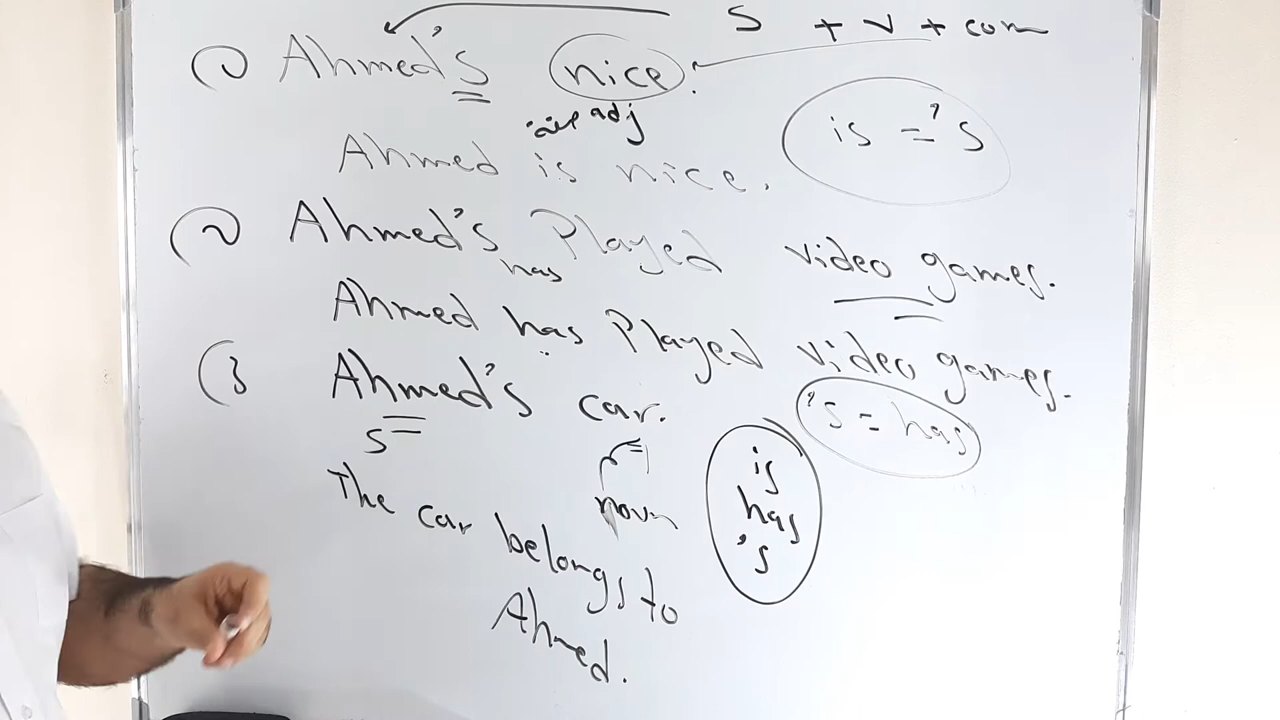 S + v + com
(1) Ahmed's nice.
adj
is = 's
Ahmed is nice.
(2) Ahmed's Played video games.
has
Ahmed has Played video games.
's = has
(3 Ahmed's car.
S
noun
is
has
's
The car belongs to
Ahmed.